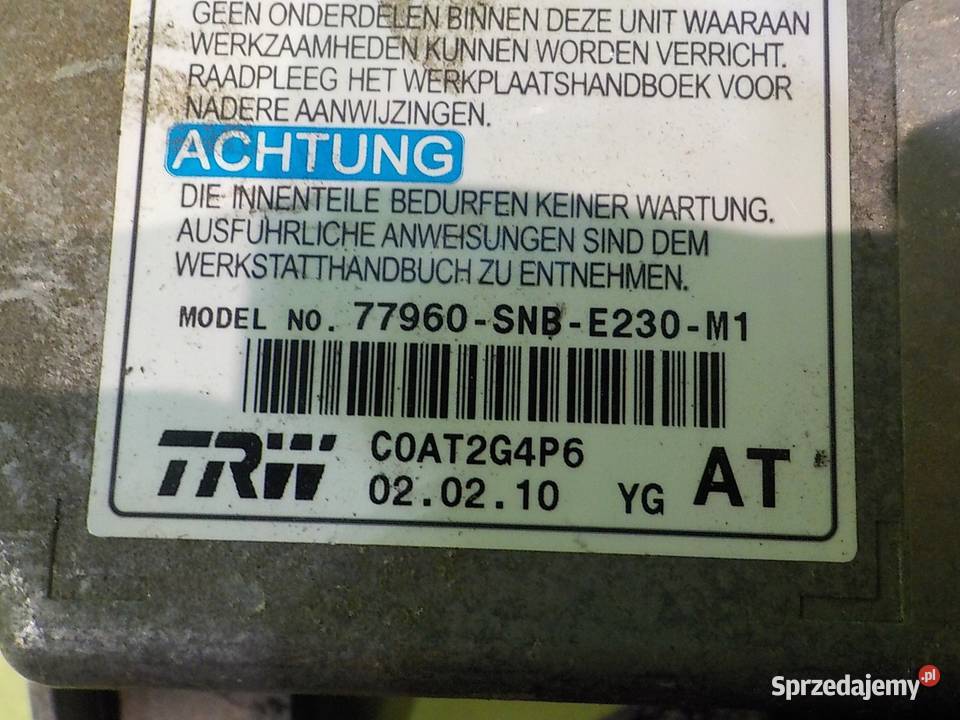 GEEN ONDERDELEN BINNEN DEZE UNIT WAARAAN
WERKZAAMHEDEN KUNNEN WORDEN VERRICHT.
RAADPLEEG HET WERKPLAATSHANDBOEK VOOR
NADERE AANWIJZINGEN.
ACHTUNG
DIE INNENTEILE BEDURFEN KEINER WARTUNG.
AUSFUHRLICHE ANWEISUNGEN SIND DEM
WERKSTATTHANDBUCH ZU ENTNEHMEN.
MODEL NO. 77960-SNB-E230-M1
TRW C0AT2G4P6
02.02.10 YG AT
Sprzedajemy.pl